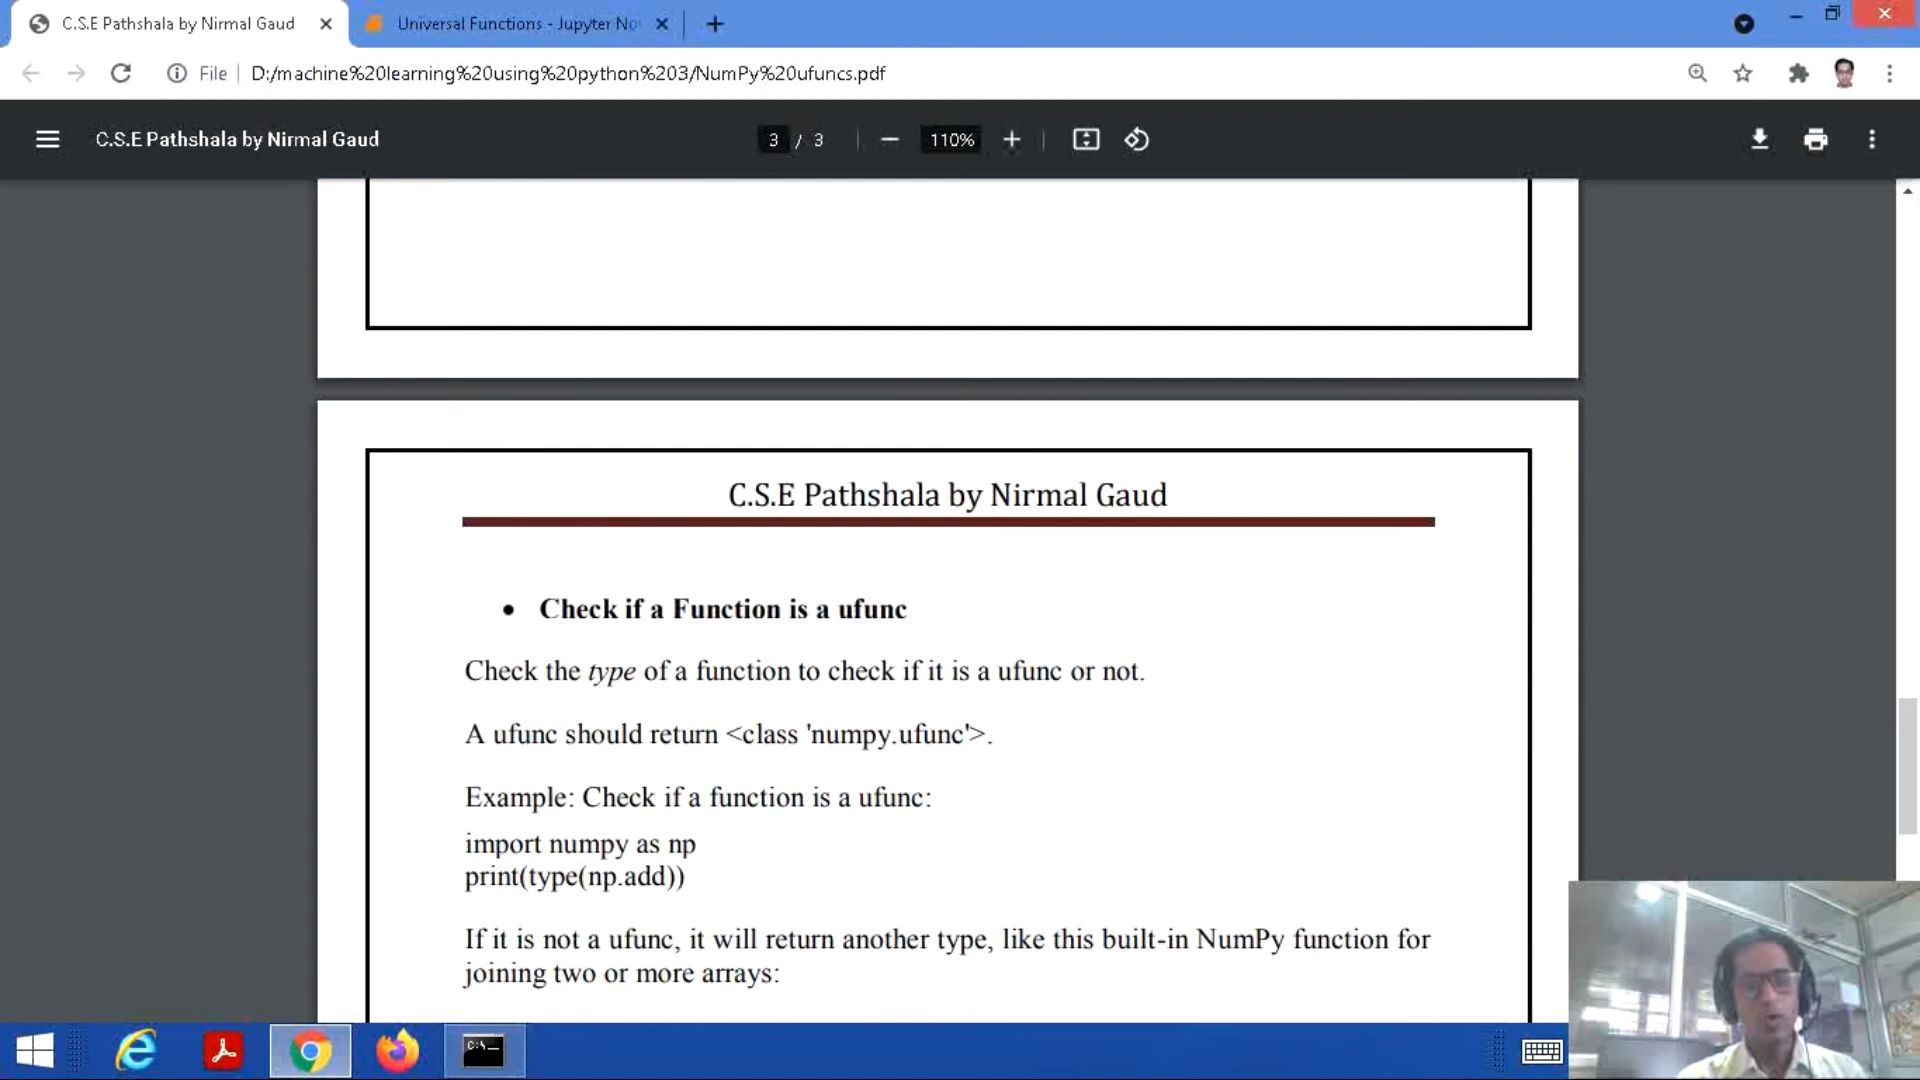 C.S.E Pathshala by Nirmal Gaud
Universal Functions - Jupyter No
File
D:/machine%20learning%20using%20python%203/NumPy%20ufuncs.pdf
C.S.E Pathshala by Nirmal Gaud
3 / 3
110%
C.S.E Pathshala by Nirmal Gaud
• Check if a Function is a ufunc
Check the type of a function to check if it is a ufunc or not.
A ufunc should return <class 'numpy.ufunc'>.
Example: Check if a function is a ufunc:
import numpy as np
print(type(np.add))
If it is not a ufunc, it will return another type, like this built-in NumPy function for
joining two or more arrays:
C:\